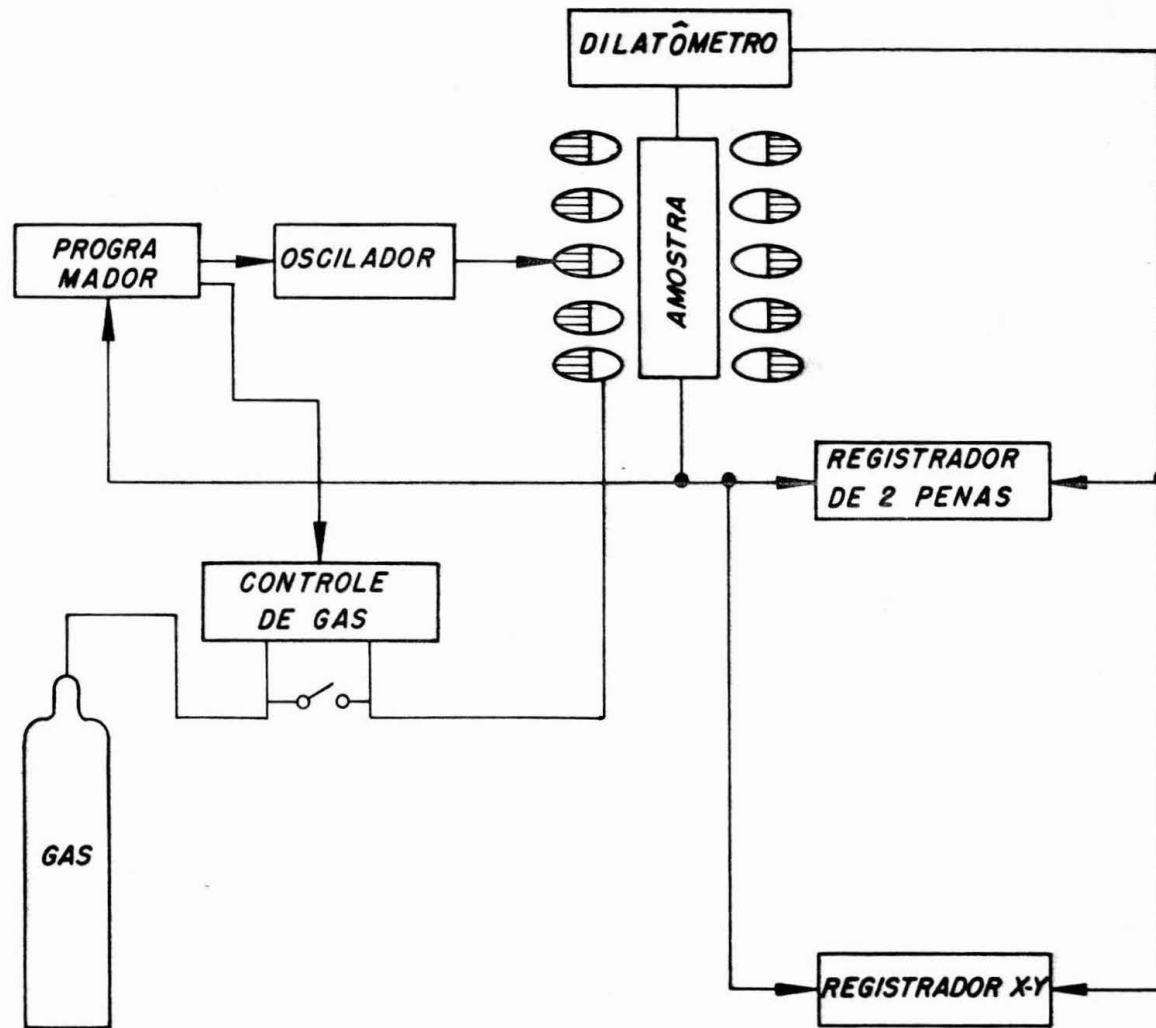 DILATÔMETRO
AMOSTRA
PROGRA
MADOR
OSCILADOR
REGISTRADOR
DE 2 PENAS
CONTROLE
DE GAS
GAS
REGISTRADOR X-Y